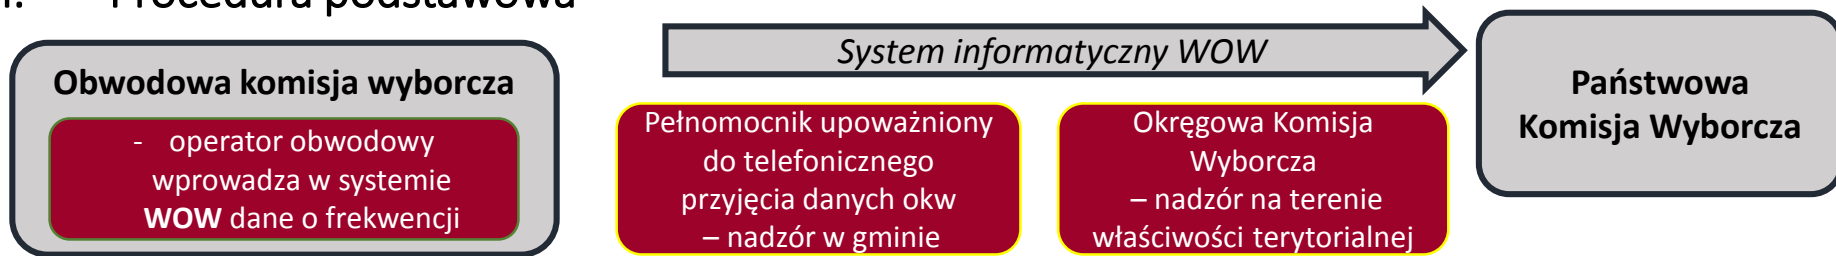 Procedura podstawowa
Obwodowa komisja wyborcza
- operator obwodowy
wprowadza w systemie
WOW dane o frekwencji
System informatyczny WOW
Pełnomocnik upoważniony
do telefonicznego
przyjęcia danych okw
– nadzór w gminie
Okręgowa Komisja
Wyborcza
– nadzór na terenie
właściwości terytorialnej
Państwowa
Komisja Wyborcza